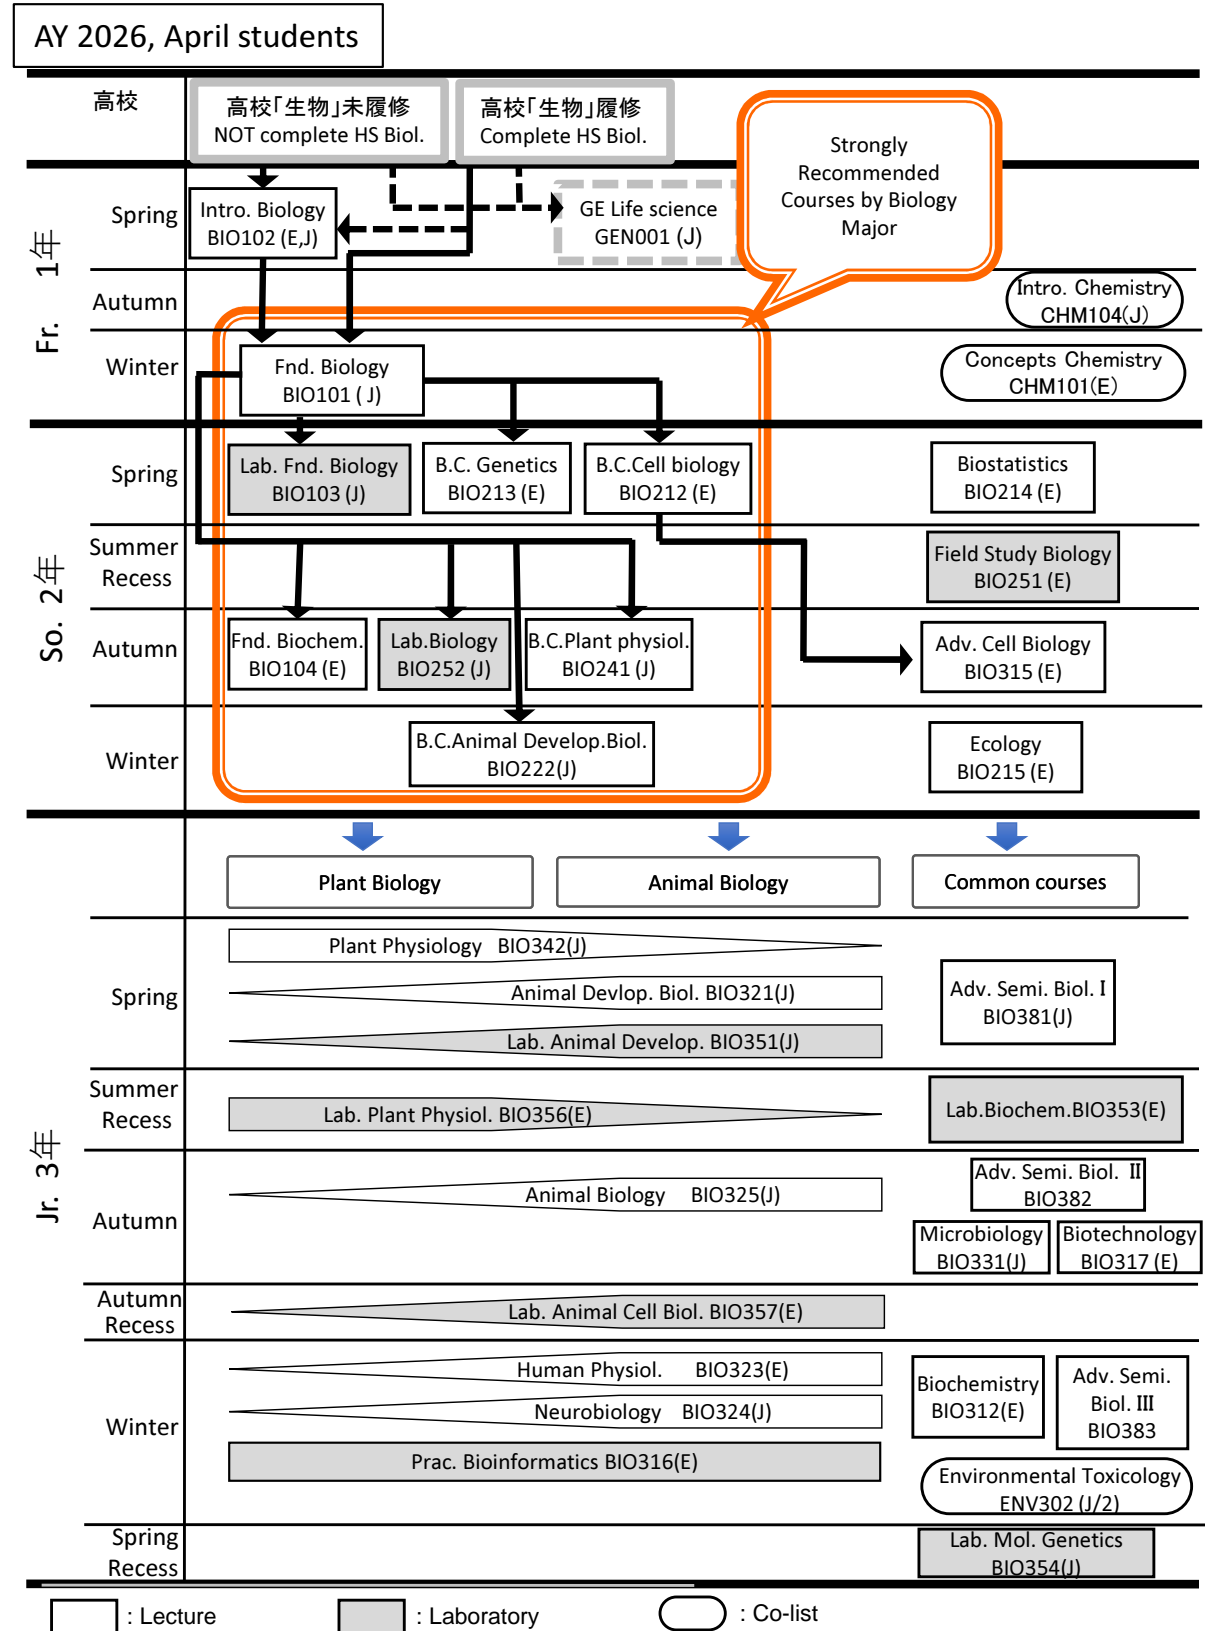 AY 2026, April students
高校
高校「生物」未履修
NOT complete HS Biol.
高校「生物」履修
Complete HS Biol.
Strongly
Recommended
Courses by Biology
Major
Fr. 1年
Spring
Intro. Biology
BIO102 (E,J)
GE Life science
GEN001 (J)
Autumn
Intro. Chemistry
CHM104(J)
Winter
Fnd. Biology
BIO101 ( J)
Concepts Chemistry
CHM101(E)
So. 2年
Spring
Lab. Fnd. Biology
BIO103 (J)
B.C. Genetics
BIO213 (E)
B.C.Cell biology
BIO212 (E)
Biostatistics
BIO214 (E)
Summer
Recess
Field Study Biology
BIO251 (E)
Autumn
Fnd. Biochem.
BIO104 (E)
Lab.Biology
BIO252 (J)
B.C.Plant physiol.
BIO241 (J)
Adv. Cell Biology
BIO315 (E)
Winter
B.C.Animal Develop.Biol.
BIO222(J)
Ecology
BIO215 (E)
Plant Biology
Animal Biology
Common courses
Jr. 3年
Spring
Plant Physiology BIO342(J)
Animal Devlop. Biol. BIO321(J)
Lab. Animal Develop. BIO351(J)
Adv. Semi. Biol. I
BIO381(J)
Summer
Recess
Lab. Plant Physiol. BIO356(E)
Lab.Biochem.BIO353(E)
Autumn
Animal Biology BIO325(J)
Adv. Semi. Biol. II
BIO382
Microbiology
BIO331(J)
Biotechnology
BIO317 (E)
Autumn
Recess
Lab. Animal Cell Biol. BIO357(E)
Winter
Human Physiol. BIO323(E)
Neurobiology BIO324(J)
Prac. Bioinformatics BIO316(E)
Biochemistry
BIO312(E)
Adv. Semi.
Biol. III
BIO383
Environmental Toxicology
ENV302 (J/2)
Spring
Recess
Lab. Mol. Genetics
BIO354(J)
: Lecture
: Laboratory
: Co-list